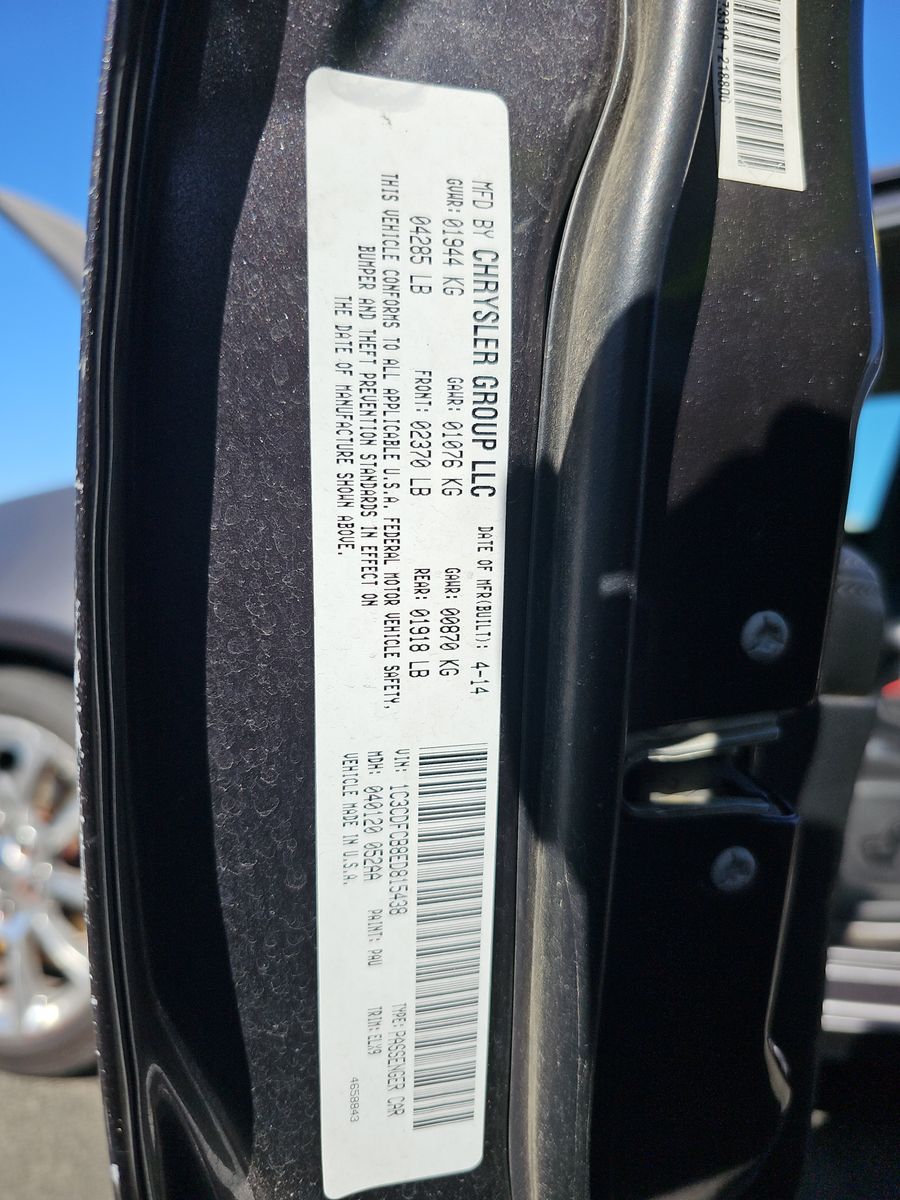 MFD BY CHRYSLER GROUP LLC DATE OF MFR(BUILT): 4-14
GVWR: 01944 KG GAWR: 01076 KG GAWR: 00870 KG
04285 LB FRONT: 02370 LB REAR: 01918 LB
THIS VEHICLE CONFORMS TO ALL APPLICABLE U.S.A. FEDERAL MOTOR VEHICLE SAFETY,
BUMPER AND THEFT PREVENTION STANDARDS IN EFFECT ON
THE DATE OF MANUFACTURE SHOWN ABOVE.
VIN: 1C3CDFCB8ED815438 TYPE: PASSENGER CAR
MDH: 040120 052AA PAINT: PAU TRIM: ELX9
VEHICLE MADE IN U.S.A. 4658843